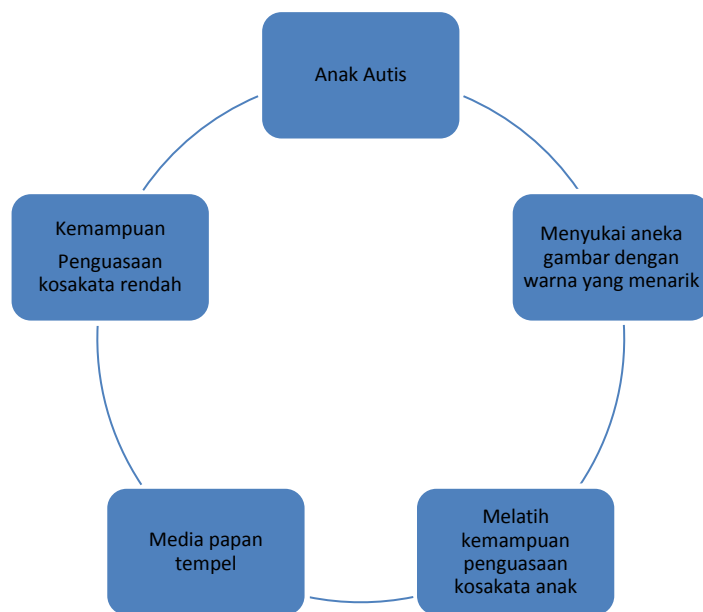 Anak Autis
Menyukai aneka
gambar dengan
warna yang menarik
Melatih
kemampuan
penguasaan
kosakata anak
Media papan
tempel
Kemampuan
Penguasaan
kosakata rendah